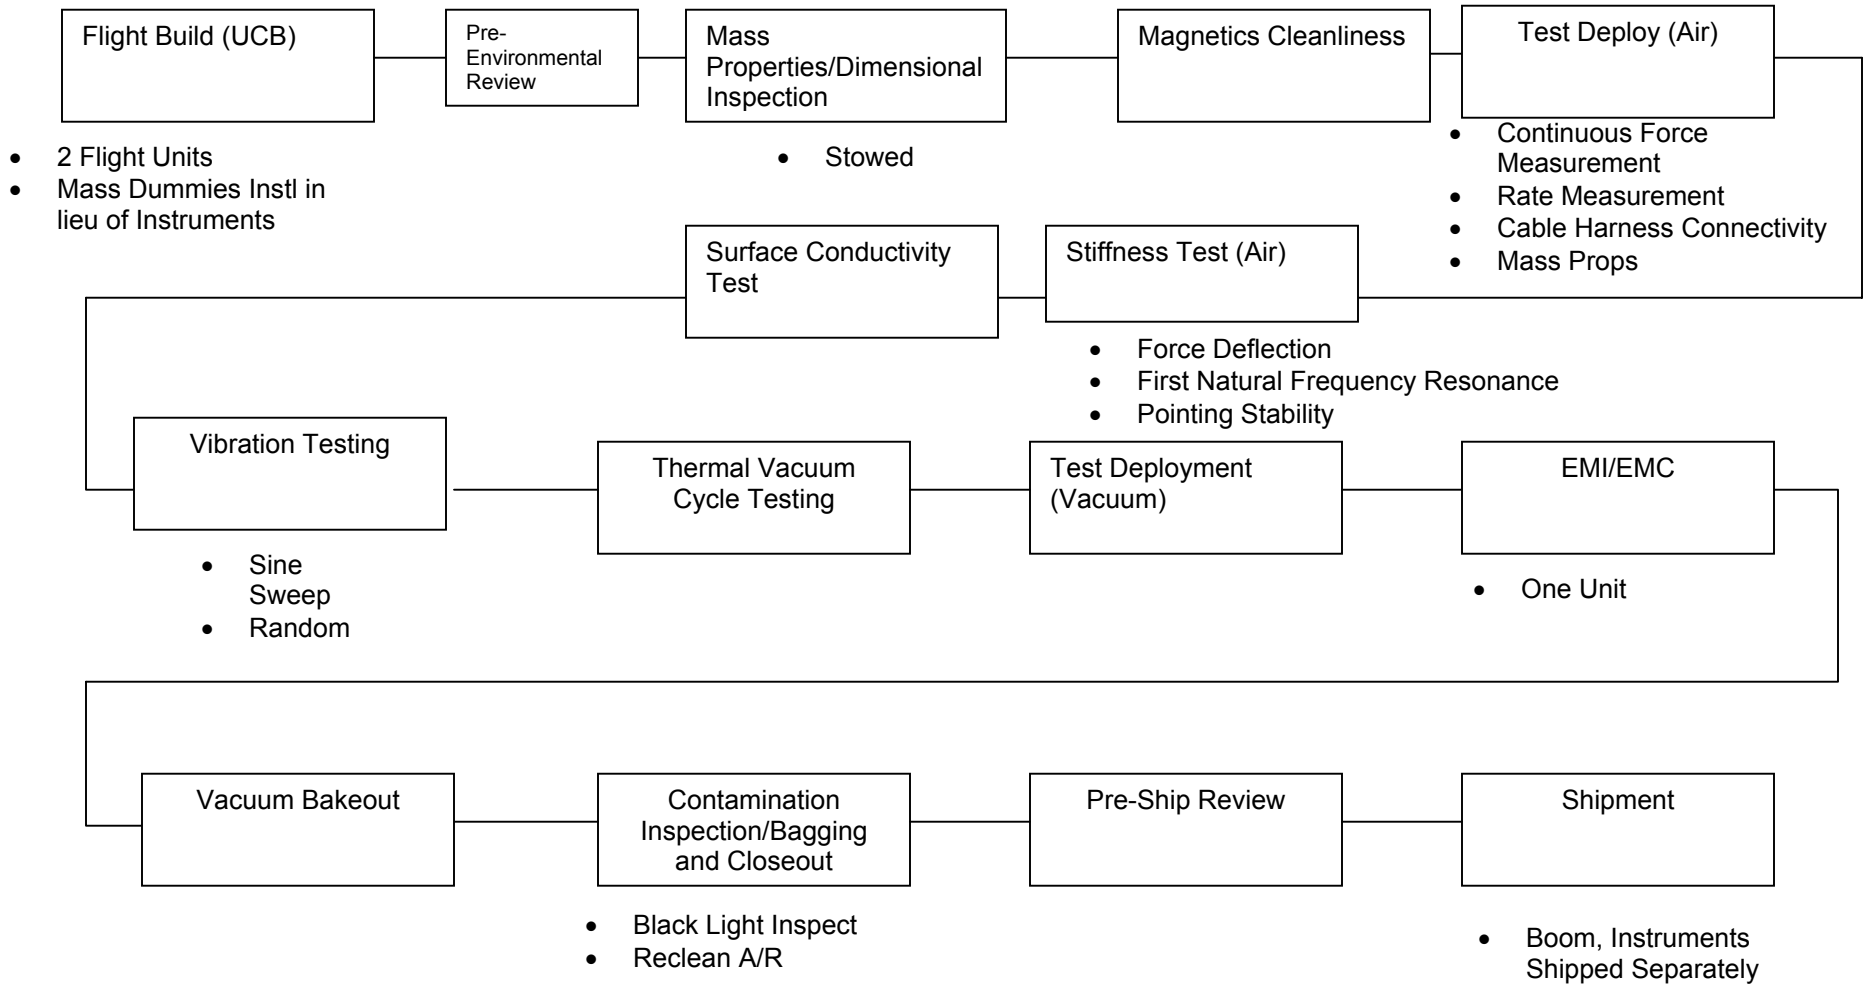 Flight Build (UCB)
Pre-
Environmental
Review
Mass
Properties/Dimensional
Inspection
Magnetics Cleanliness
Test Deploy (Air)
• 2 Flight Units
• Mass Dummies Instl in
lieu of Instruments
• Stowed
• Continuous Force
Measurement
• Rate Measurement
• Cable Harness Connectivity
• Mass Props
Surface Conductivity
Test
Stiffness Test (Air)
• Force Deflection
• First Natural Frequency Resonance
• Pointing Stability
Vibration Testing
Thermal Vacuum
Cycle Testing
Test Deployment
(Vacuum)
EMI/EMC
• Sine
Sweep
• Random
• One Unit
Vacuum Bakeout
Contamination
Inspection/Bagging
and Closeout
Pre-Ship Review
Shipment
• Black Light Inspect
• Reclean A/R
• Boom, Instruments
Shipped Separately